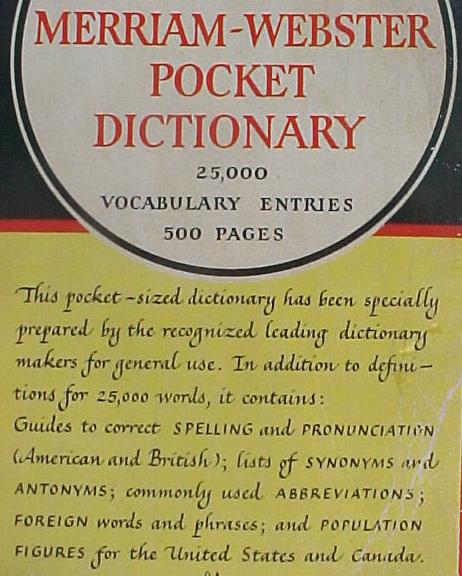 MERRIAM-WEBSTER
POCKET
DICTIONARY
25,000
VOCABULARY ENTRIES
500 PAGES
This pocket-sized dictionary has been specially
prepared by the recognized leading dictionary
makers for general use. In addition to defini-
tions for 25,000 words, it contains:
Guides to correct SPELLING and PRONUNCIATION
(American and British); lists of SYNONYMS and
ANTONYMS; commonly used ABBREVIATIONS;
FOREIGN words and phrases; and POPULATION
FIGURES for the United States and Canada.